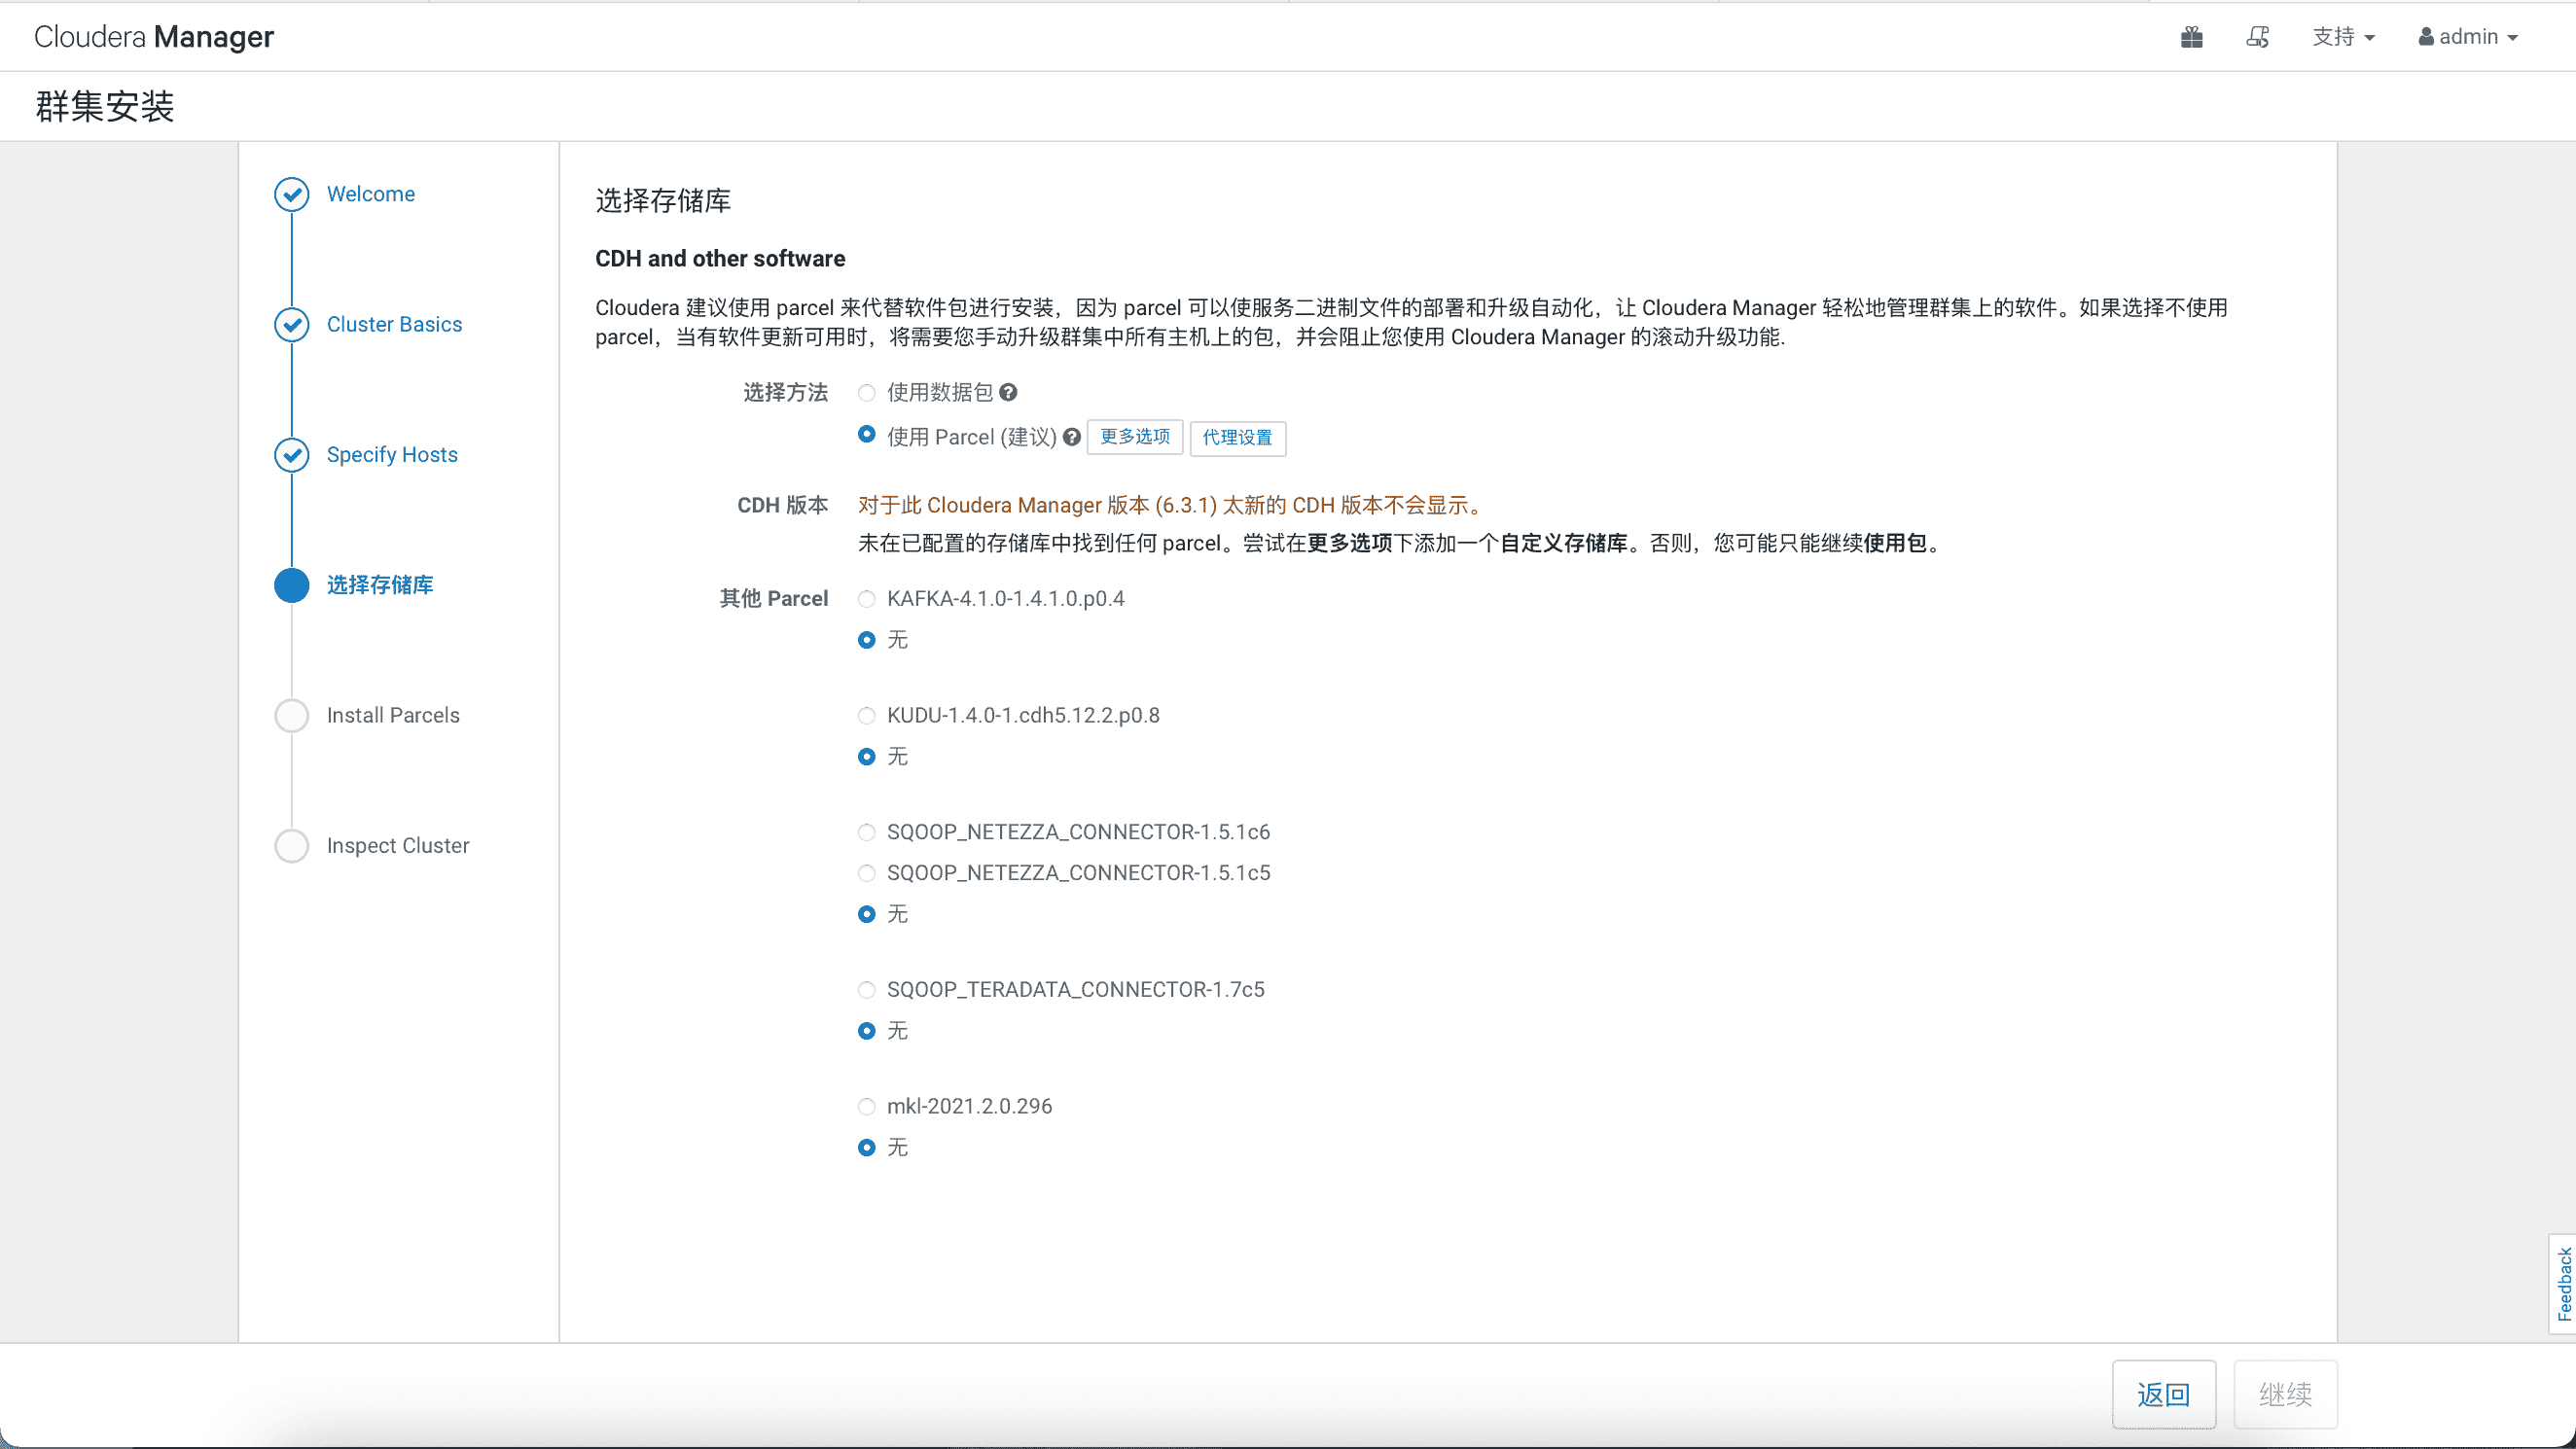 Cloudera Manager
支持
admin
群集安装
Welcome
Cluster Basics
Specify Hosts
选择存储库
Install Parcels
Inspect Cluster
选择存储库
CDH and other software
Cloudera 建议使用 parcel 来代替软件包进行安装，因为 parcel 可以使服务二进制文件的部署和升级自动化，让 Cloudera Manager 轻松地管理群集上的软件。如果选择不使用
parcel，当有软件更新可用时，将需要您手动升级群集中所有主机上的包，并会阻止您使用 Cloudera Manager 的滚动升级功能.
选择方法
使用数据包
使用 Parcel (建议) 更多选项 代理设置
CDH 版本
对于此 Cloudera Manager 版本 (6.3.1) 太新的 CDH 版本不会显示。
未在已配置的存储库中找到任何 parcel。尝试在更多选项下添加一个自定义存储库。否则，您可能只能继续使用包。
其他 Parcel
KAFKA-4.1.0-1.4.1.0.p0.4
无
KUDU-1.4.0-1.cdh5.12.2.p0.8
无
SQOOP_NETEZZA_CONNECTOR-1.5.1c6
SQOOP_NETEZZA_CONNECTOR-1.5.1c5
无
SQOOP_TERADATA_CONNECTOR-1.7c5
无
mkl-2021.2.0.296
无
Feedback
返回
继续